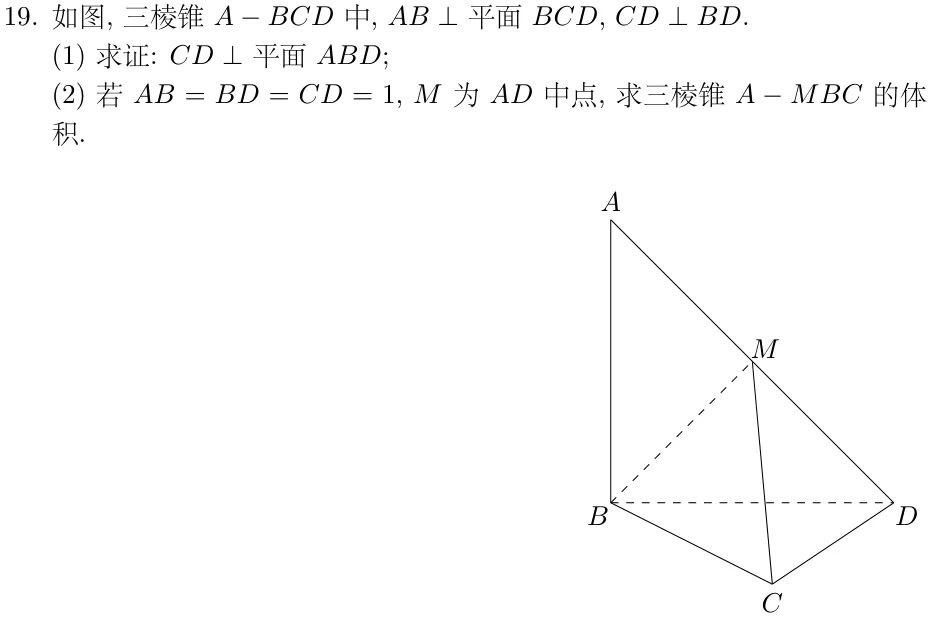 19. 如图, 三棱锥 A − BCD 中, AB ⊥ 平面 BCD, CD ⊥ BD.
(1) 求证: CD ⊥ 平面 ABD;
(2) 若 AB = BD = CD = 1, M 为 AD 中点, 求三棱锥 A − MBC 的体
积.
A
M
B
D
C